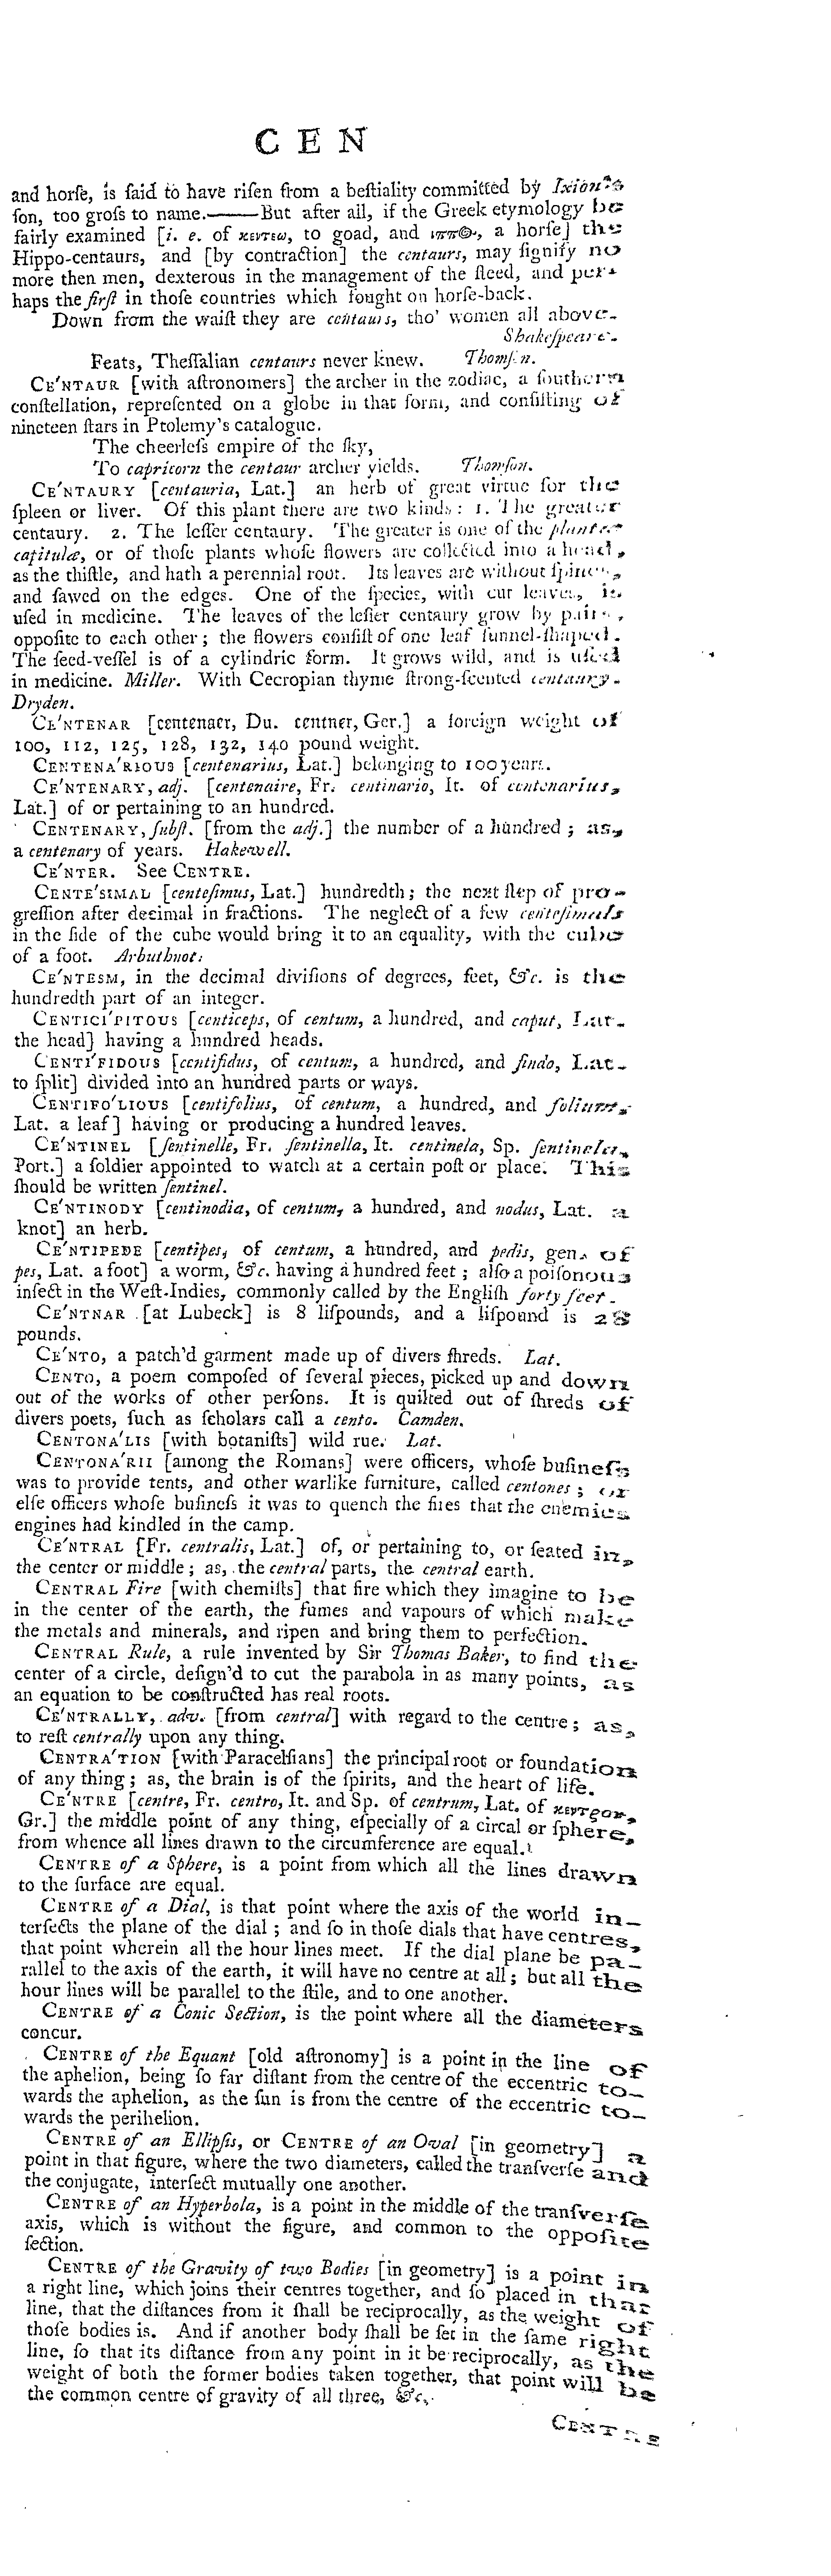 C E N
and horſe, is ſaid to have riſen from a beſtiality committed by Ixion's
ſon, too groſs to name.——But after all, if the Greek etymology be
fairly examined [i. e. of κεντεω, to goad, and ιππ©, a horſe] the
Hippo-centaurs, and [by contraction] the centaurs, may ſignify no
more then men, dexterous in the management of the ſteed, and per-
haps the firſt in thoſe countries which fought on horſe-back.
Down from the waiſt they are centaurs, tho' women all above.
Shakeſpeare.
Feats, Theſſalian centaurs never knew. Thomſon.
CE'NTAUR [with aſtronomers] the archer in the zodiac, a ſouthern
conſtellation, repreſented on a globe in that form, and conſiſting of
nineteen ſtars in Ptolemy's catalogue.
The cheerleſs empire of the ſky,
To capricorn the centaur archer yields. Thomſon.
CE'NTAURY [centauria, Lat.] an herb of great virtue for the
ſpleen or liver. Of this plant there are two kinds: 1. The greater
centaury. 2. The leſſer centaury. The greater is one of the plantæ
capitulæ, or of thoſe plants whoſe flowers are collected into a head,
as the thiſtle, and hath a perennial root. Its leaves are without ſpines,
and ſawed on the edges. One of the ſpecies, with cut leaves, is
uſed in medicine. The leaves of the leſſer centaury grow by pairs,
oppoſite to each other; the flowers conſiſt of one leaf funnel-ſhaped.
The ſeed-veſſel is of a cylindric form. It grows wild, and is uſed
in medicine. Miller. With Cecropian thyme ſtrong-ſcented centaury.
Dryden.
CE'NTENAR [centenaer, Du. centner, Ger.] a foreign weight of
100, 112, 125, 128, 132, 140 pound weight.
CENTENA'RIOUS [centenarius, Lat.] belonging to 100 years.
CE'NTENARY, adj. [centenaire, Fr. centinario, It. of centenarius,
Lat.] of or pertaining to an hundred.
CENTENARY, ſubſt. [from the adj.] the number of a hundred; as,
a centenary of years. Hakewell.
CE'NTER. See CENTRE.
CENTE'SIMAL [centeſimus, Lat.] hundredth; the next ſtep of pro-
greſſion after decimal in fractions. The neglect of a few centeſimals
in the ſide of the cube would bring it to an equality, with the cube
of a foot. Arbuthnot.
CE'NTESM, in the decimal diviſions of degrees, feet, &c. is the
hundredth part of an integer.
CENTICI'PITOUS [centiceps, of centum, a hundred, and caput, Lat.
the head] having a hnndred heads.
CENTI'FIDOUS [centifidus, of centum, a hundred, and findo, Lat.
to ſplit] divided into an hundred parts or ways.
CENTIFO'LIOUS [centifolius, of centum, a hundred, and folium,
Lat. a leaf] having or producing a hundred leaves.
CE'NTINEL [ſentinelle, Fr. ſentinella, It. centinela, Sp. ſentinela,
Port.] a ſoldier appointed to watch at a certain poſt or place. This
ſhould be written ſentinel.
CE'NTINODY [centinodia, of centum, a hundred, and nodus, Lat. a
knot] an herb.
CE'NTIPEDE [centipes, of centum, a hundred, and pedis, gen. of
pes, Lat. a foot] a worm, &c. having a hundred feet; alſo a poiſonous
inſect in the Weſt-Indies, commonly called by the Engliſh forty feet.
CE'NTNAR [at Lubeck] is 8 liſpounds, and a liſpound is 28
pounds.
CE'NTO, a patch'd garment made up of divers ſhreds. Lat.
CENTO, a poem compoſed of ſeveral pieces, picked up and down
out of the works of other perſons. It is quilted out of ſhreds of
divers poets, ſuch as ſcholars call a cento. Camden.
CENTONA'LIS [with botaniſts] wild rue. Lat.
CENTONA'RII [among the Romans] were officers, whoſe buſineſs
was to provide tents, and other warlike furniture, called centones; or
elſe officers whoſe buſineſs it was to quench the fires that the enemies
engines had kindled in the camp.
CE'NTRAL [Fr. centralis, Lat.] of, or pertaining to, or ſeated in,
the center or middle; as, the central parts, the central earth.
CENTRAL Fire [with chemiſts] that fire which they imagine to be
in the center of the earth, the fumes and vapours of which make
the metals and minerals, and ripen and bring them to perfection.
CENTRAL Rule, a rule invented by Sir Thomas Baker, to find the
center of a circle, deſign'd to cut the parabola in as many points, as
an equation to be conſtructed has real roots.
CE'NTRALLY, adv. [from central] with regard to the centre; as,
to reſt centrally upon any thing.
CENTRA'TION [with Paracelſians] the principal root or foundation
of any thing; as, the brain is of the ſpirits, and the heart of life.
CE'NTRE [centre, Fr. centro, It. and Sp. of centrum, Lat. of κεντρον,
Gr.] the middle point of any thing, eſpecially of a circal or ſphere,
from whence all lines drawn to the circumference are equal.
CENTRE of a Sphere, is a point from which all the lines drawn
to the ſurface are equal.
CENTRE of a Dial, is that point where the axis of the world in-
terſects the plane of the dial; and ſo in thoſe dials that have centres,
that point wherein all the hour lines meet. If the dial plane be pa-
rallel to the axis of the earth, it will have no centre at all; but all the
hour lines will be parallel to the ſtile, and to one another.
CENTRE of a Conic Section, is the point where all the diameters
concur.
CENTRE of the Equant [old aſtronomy] is a point in the line of
the aphelion, being ſo far diſtant from the centre of the eccentric to-
wards the aphelion, as the ſun is from the centre of the eccentric to-
wards the perihelion.
CENTRE of an Ellipſis, or CENTRE of an Oval [in geometry] a
point in that figure, where the two diameters, called the tranſverſe and
the conjugate, interſect mutually one another.
CENTRE of an Hyperbola, is a point in the middle of the tranſverſe
axis, which is without the figure, and common to the oppoſite
ſection.
CENTRE of the Gravity of two Bodies [in geometry] is a point in
a right line, which joins their centres together, and ſo placed in that
line, that the diſtances from it ſhall be reciprocally, as the weight of
thoſe bodies is. And if another body ſhall be ſet in the ſame right
line, ſo that its diſtance from any point in it be reciprocally, as the
weight of both the former bodies taken together, that point will be
the common centre of gravity of all three, &c.
CENTRE